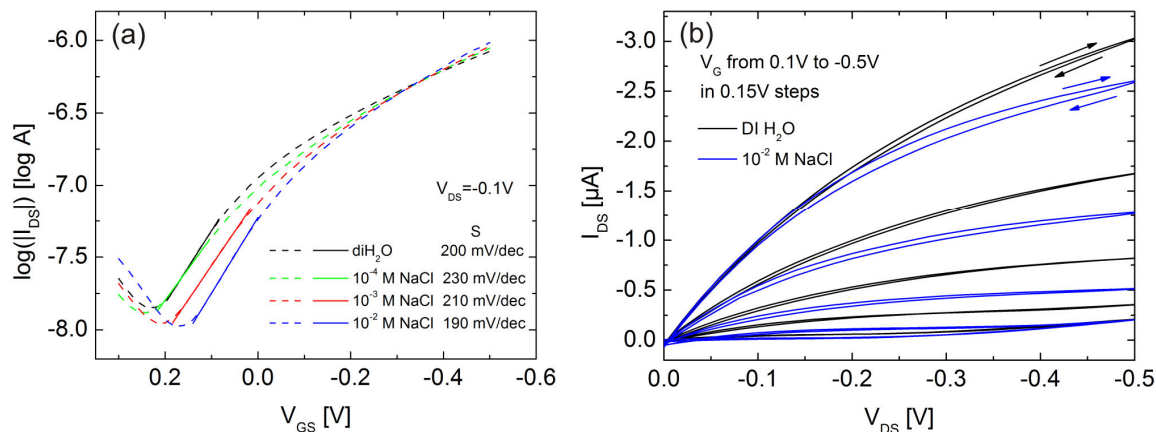 (a)
-6.0
-6.5
-7.0
-7.5
-8.0
log(|I_DS|) [log A]
V_DS=-0.1V
S
diH₂O 200 mV/dec
10⁻⁴ M NaCl 230 mV/dec
10⁻³ M NaCl 210 mV/dec
10⁻² M NaCl 190 mV/dec
0.2 0.0 -0.2 -0.4 -0.6
V_GS [V]
(b)
-3.0
-2.5
-2.0
-1.5
-1.0
-0.5
0.0
I_DS [µA]
V_G from 0.1V to -0.5V
in 0.15V steps
DI H₂O
10⁻² M NaCl
0.0 -0.1 -0.2 -0.3 -0.4 -0.5
V_DS [V]